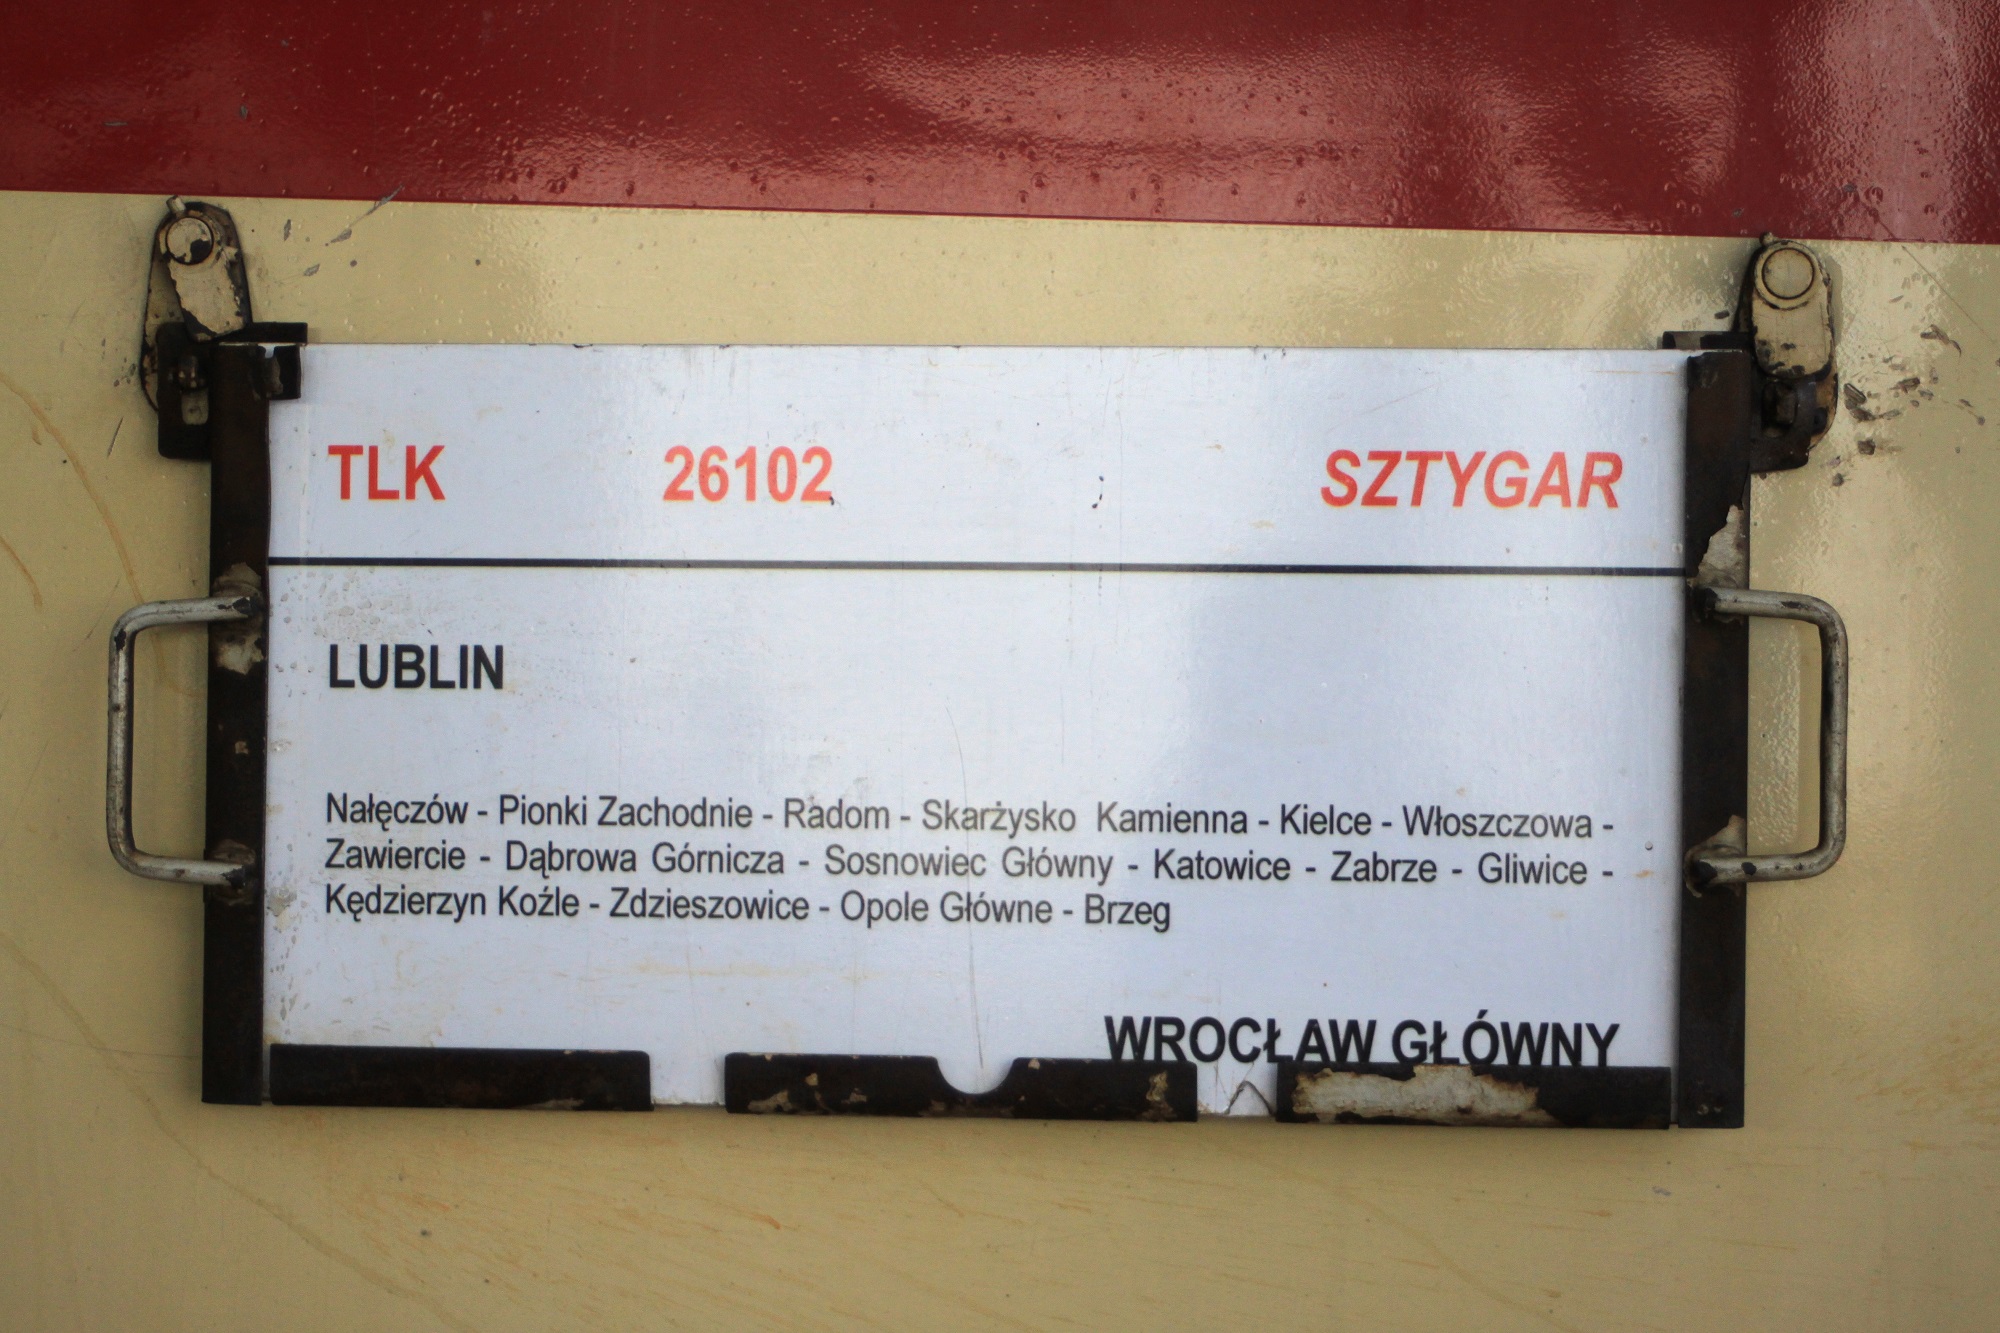 TLK 26102 SZTYGAR
LUBLIN
Nałęczów - Pionki Zachodnie - Radom - Skarżysko Kamienna - Kielce - Włoszczowa -
Zawiercie - Dąbrowa Górnicza - Sosnowiec Główny - Katowice - Zabrze - Gliwice -
Kędzierzyn Koźle - Zdzieszowice - Opole Główne - Brzeg
WROCŁAW GŁÓWNY